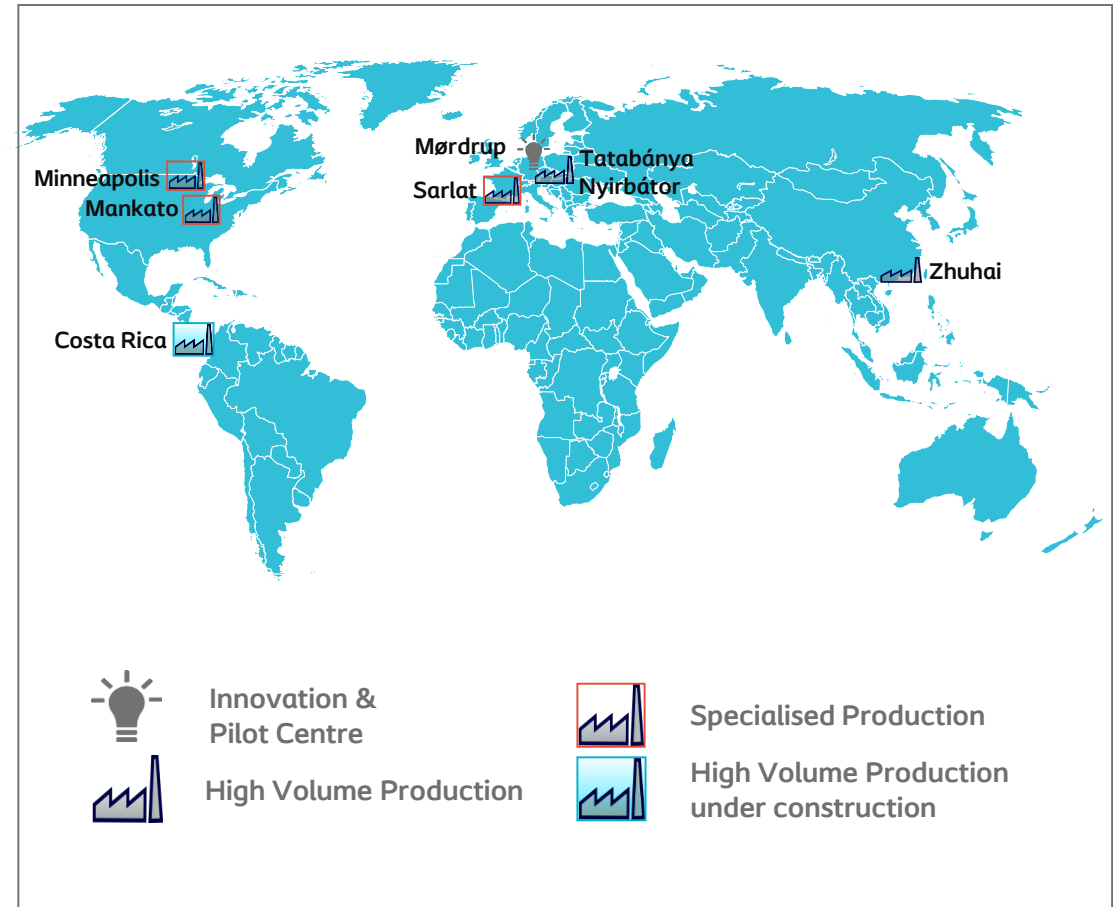 Mørdrup
Tatabánya
Minneapolis
Sarlat
Nyirbátor
Mankato
Zhuhai
Costa Rica
Innovation &
Pilot Centre
Specialised Production
High Volume Production
High Volume Production
under construction